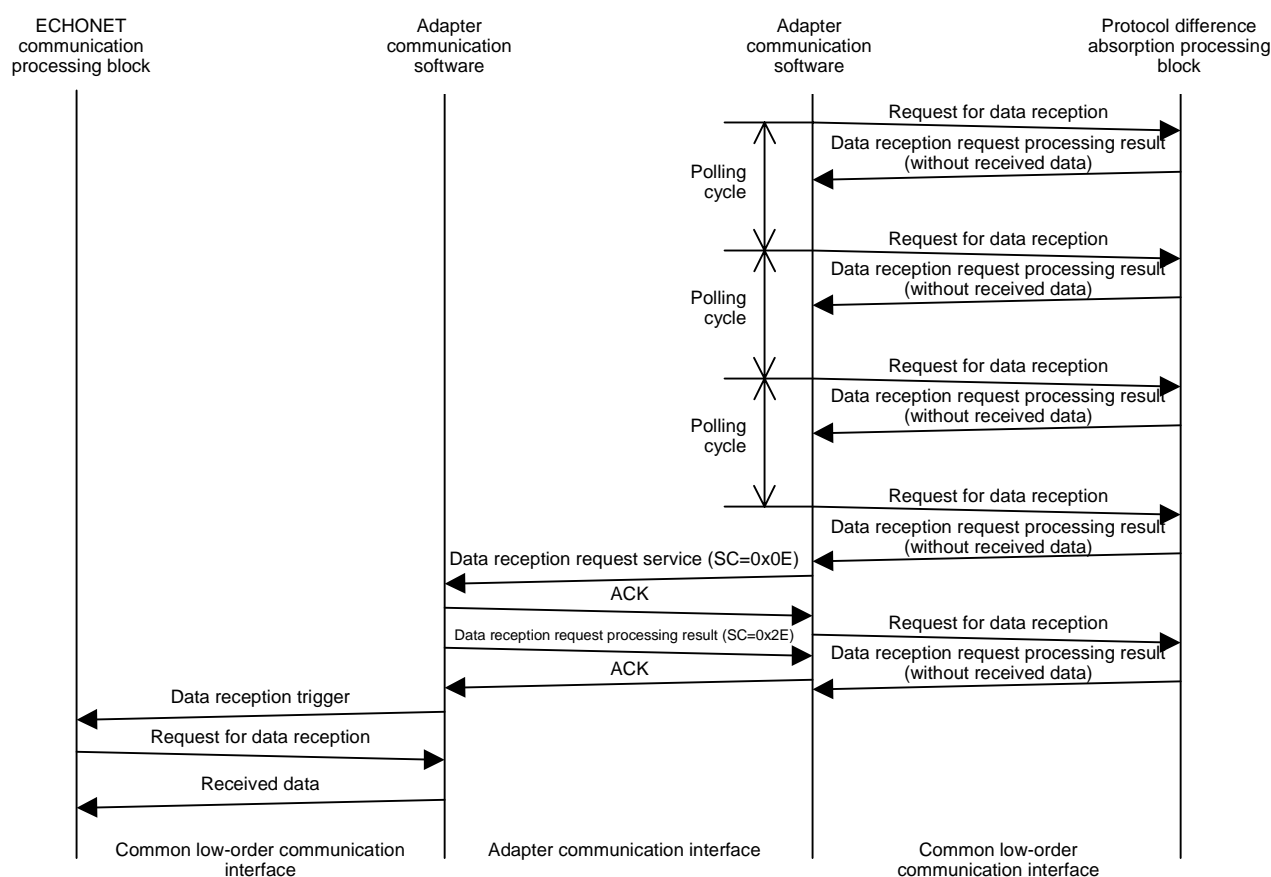 ECHONET
communication
processing block
Adapter
communication
software
Adapter
communication
software
Protocol difference
absorption processing
block
Request for data reception
Data reception request processing result
(without received data)
Polling
cycle
Request for data reception
Data reception request processing result
(without received data)
Polling
cycle
Request for data reception
Data reception request processing result
(without received data)
Polling
cycle
Request for data reception
Data reception request processing result
(without received data)
Data reception request service (SC=0x0E)
ACK
Request for data reception
Data reception request processing result (SC=0x2E)
Data reception request processing result
(without received data)
ACK
Data reception trigger
Request for data reception
Received data
Common low-order communication
interface
Adapter communication interface
Common low-order
communication interface